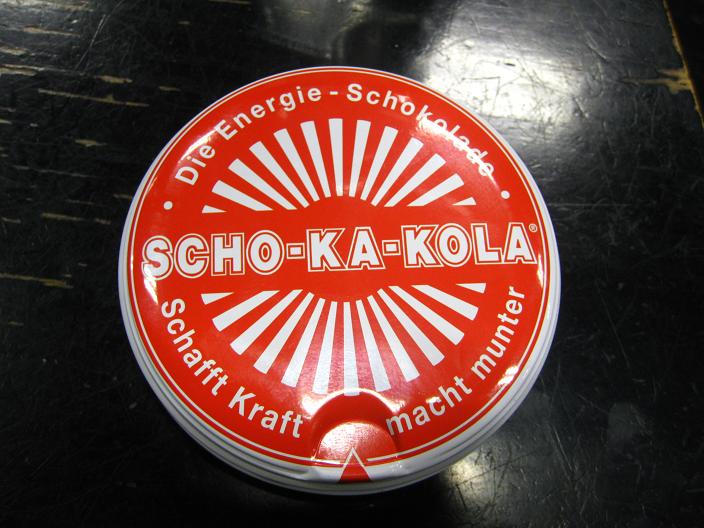 • Die Energie - Schokolade •
SCHO-KA-KOLA®
Schafft Kraft macht munter